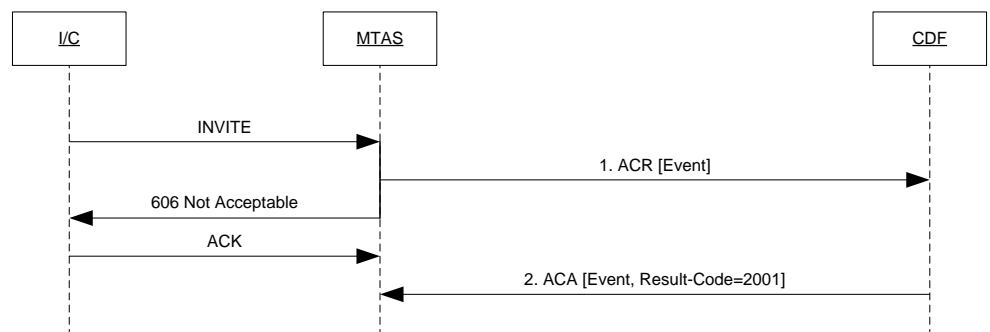 I/C
MTAS
CDF
INVITE
1. ACR [Event]
606 Not Acceptable
ACK
2. ACA [Event, Result-Code=2001]